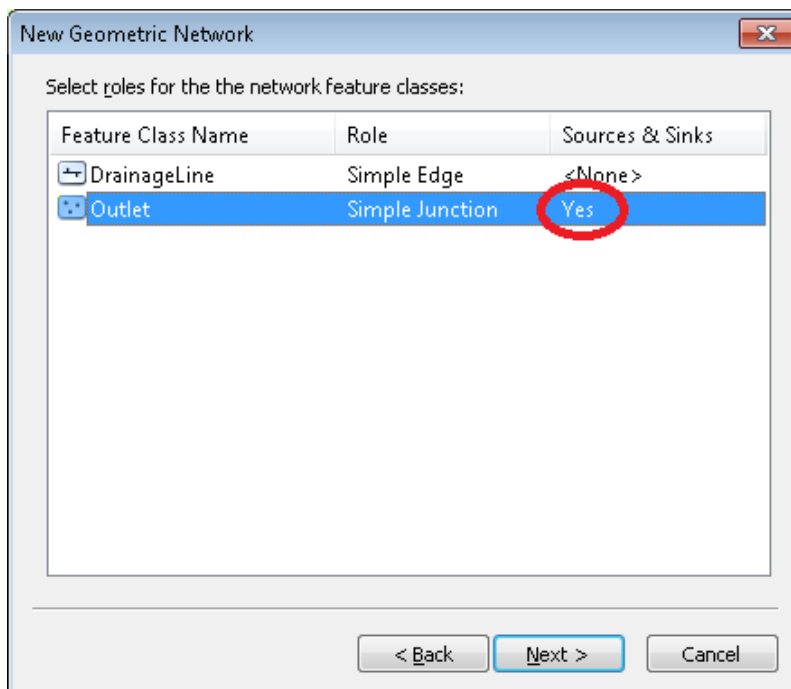 New Geometric Network
Select roles for the the network feature classes:
Feature Class Name Role Sources & Sinks
DrainageLine Simple Edge <None>
Outlet Simple Junction Yes
< Back Next > Cancel